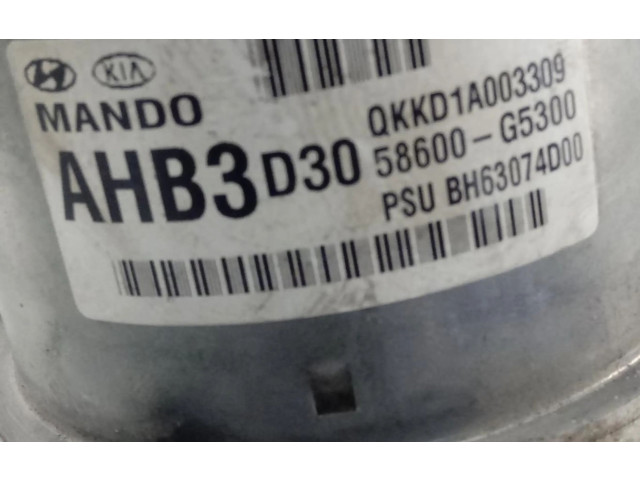 KIA
MANDO
AHB3 D30
QKKD1A003309
58600-G5300
PSU BH63074D00